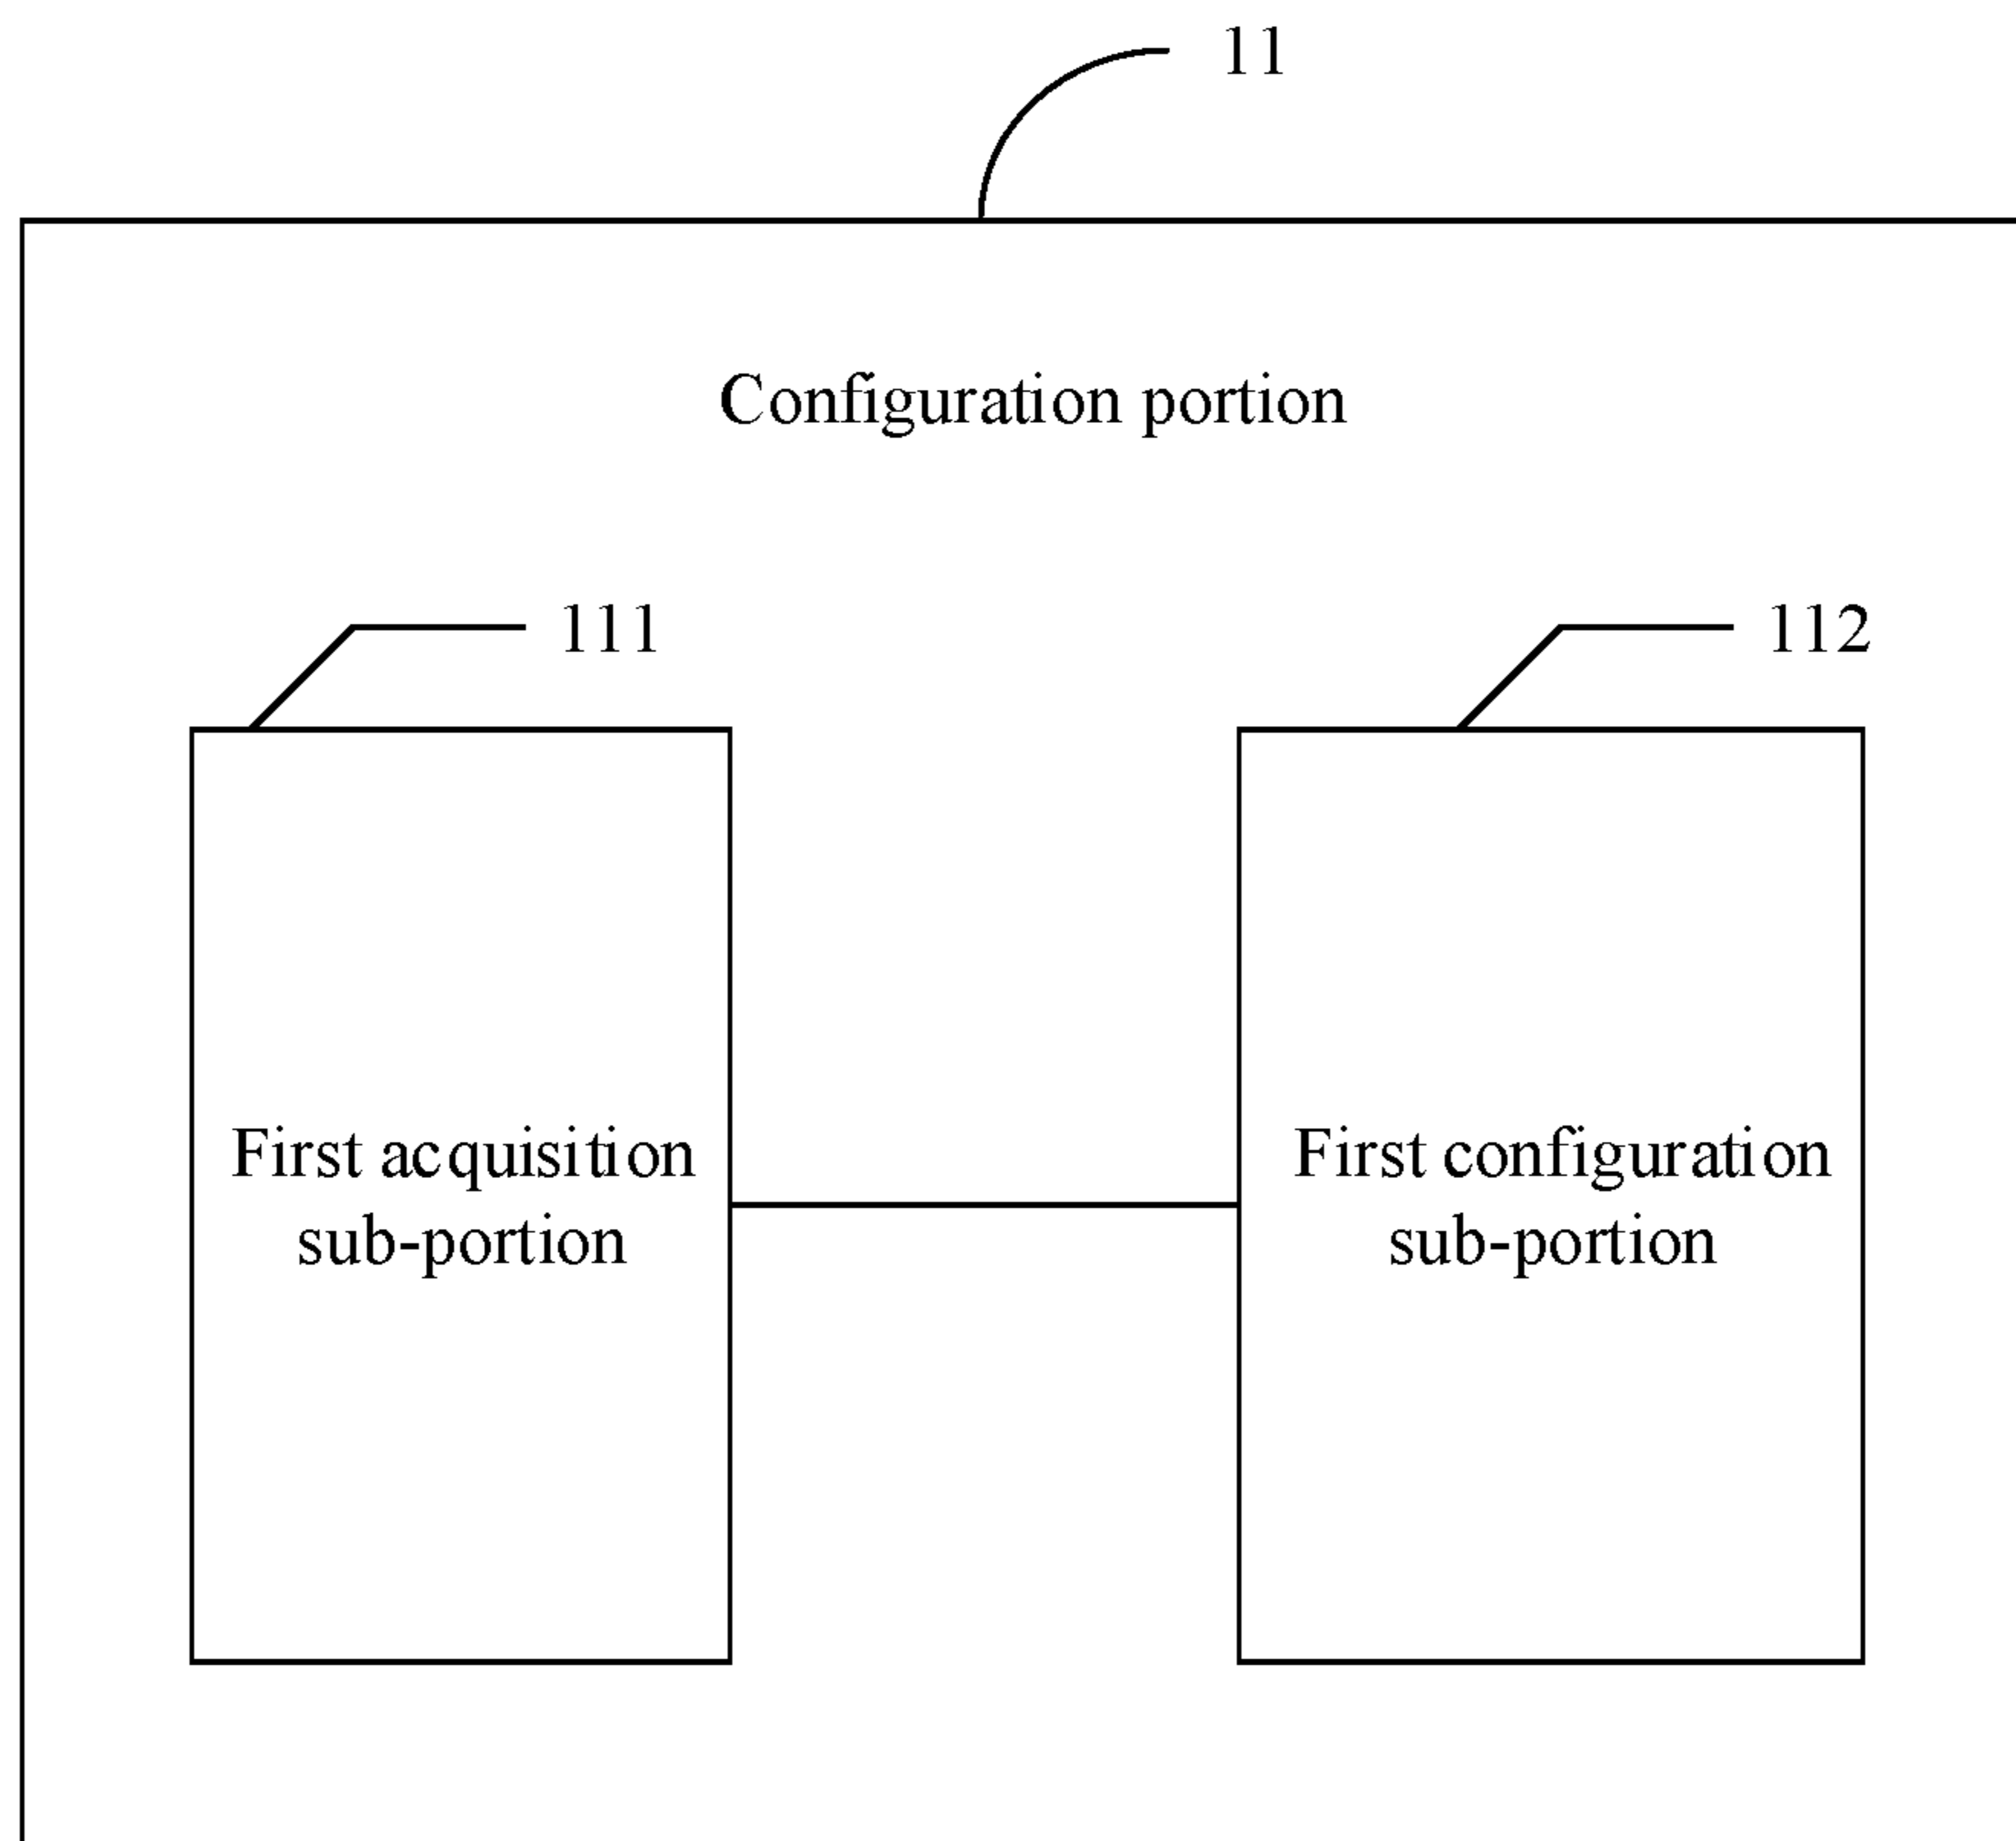 11
Configuration portion
111
112
First acquisition
sub-portion
First configuration
sub-portion